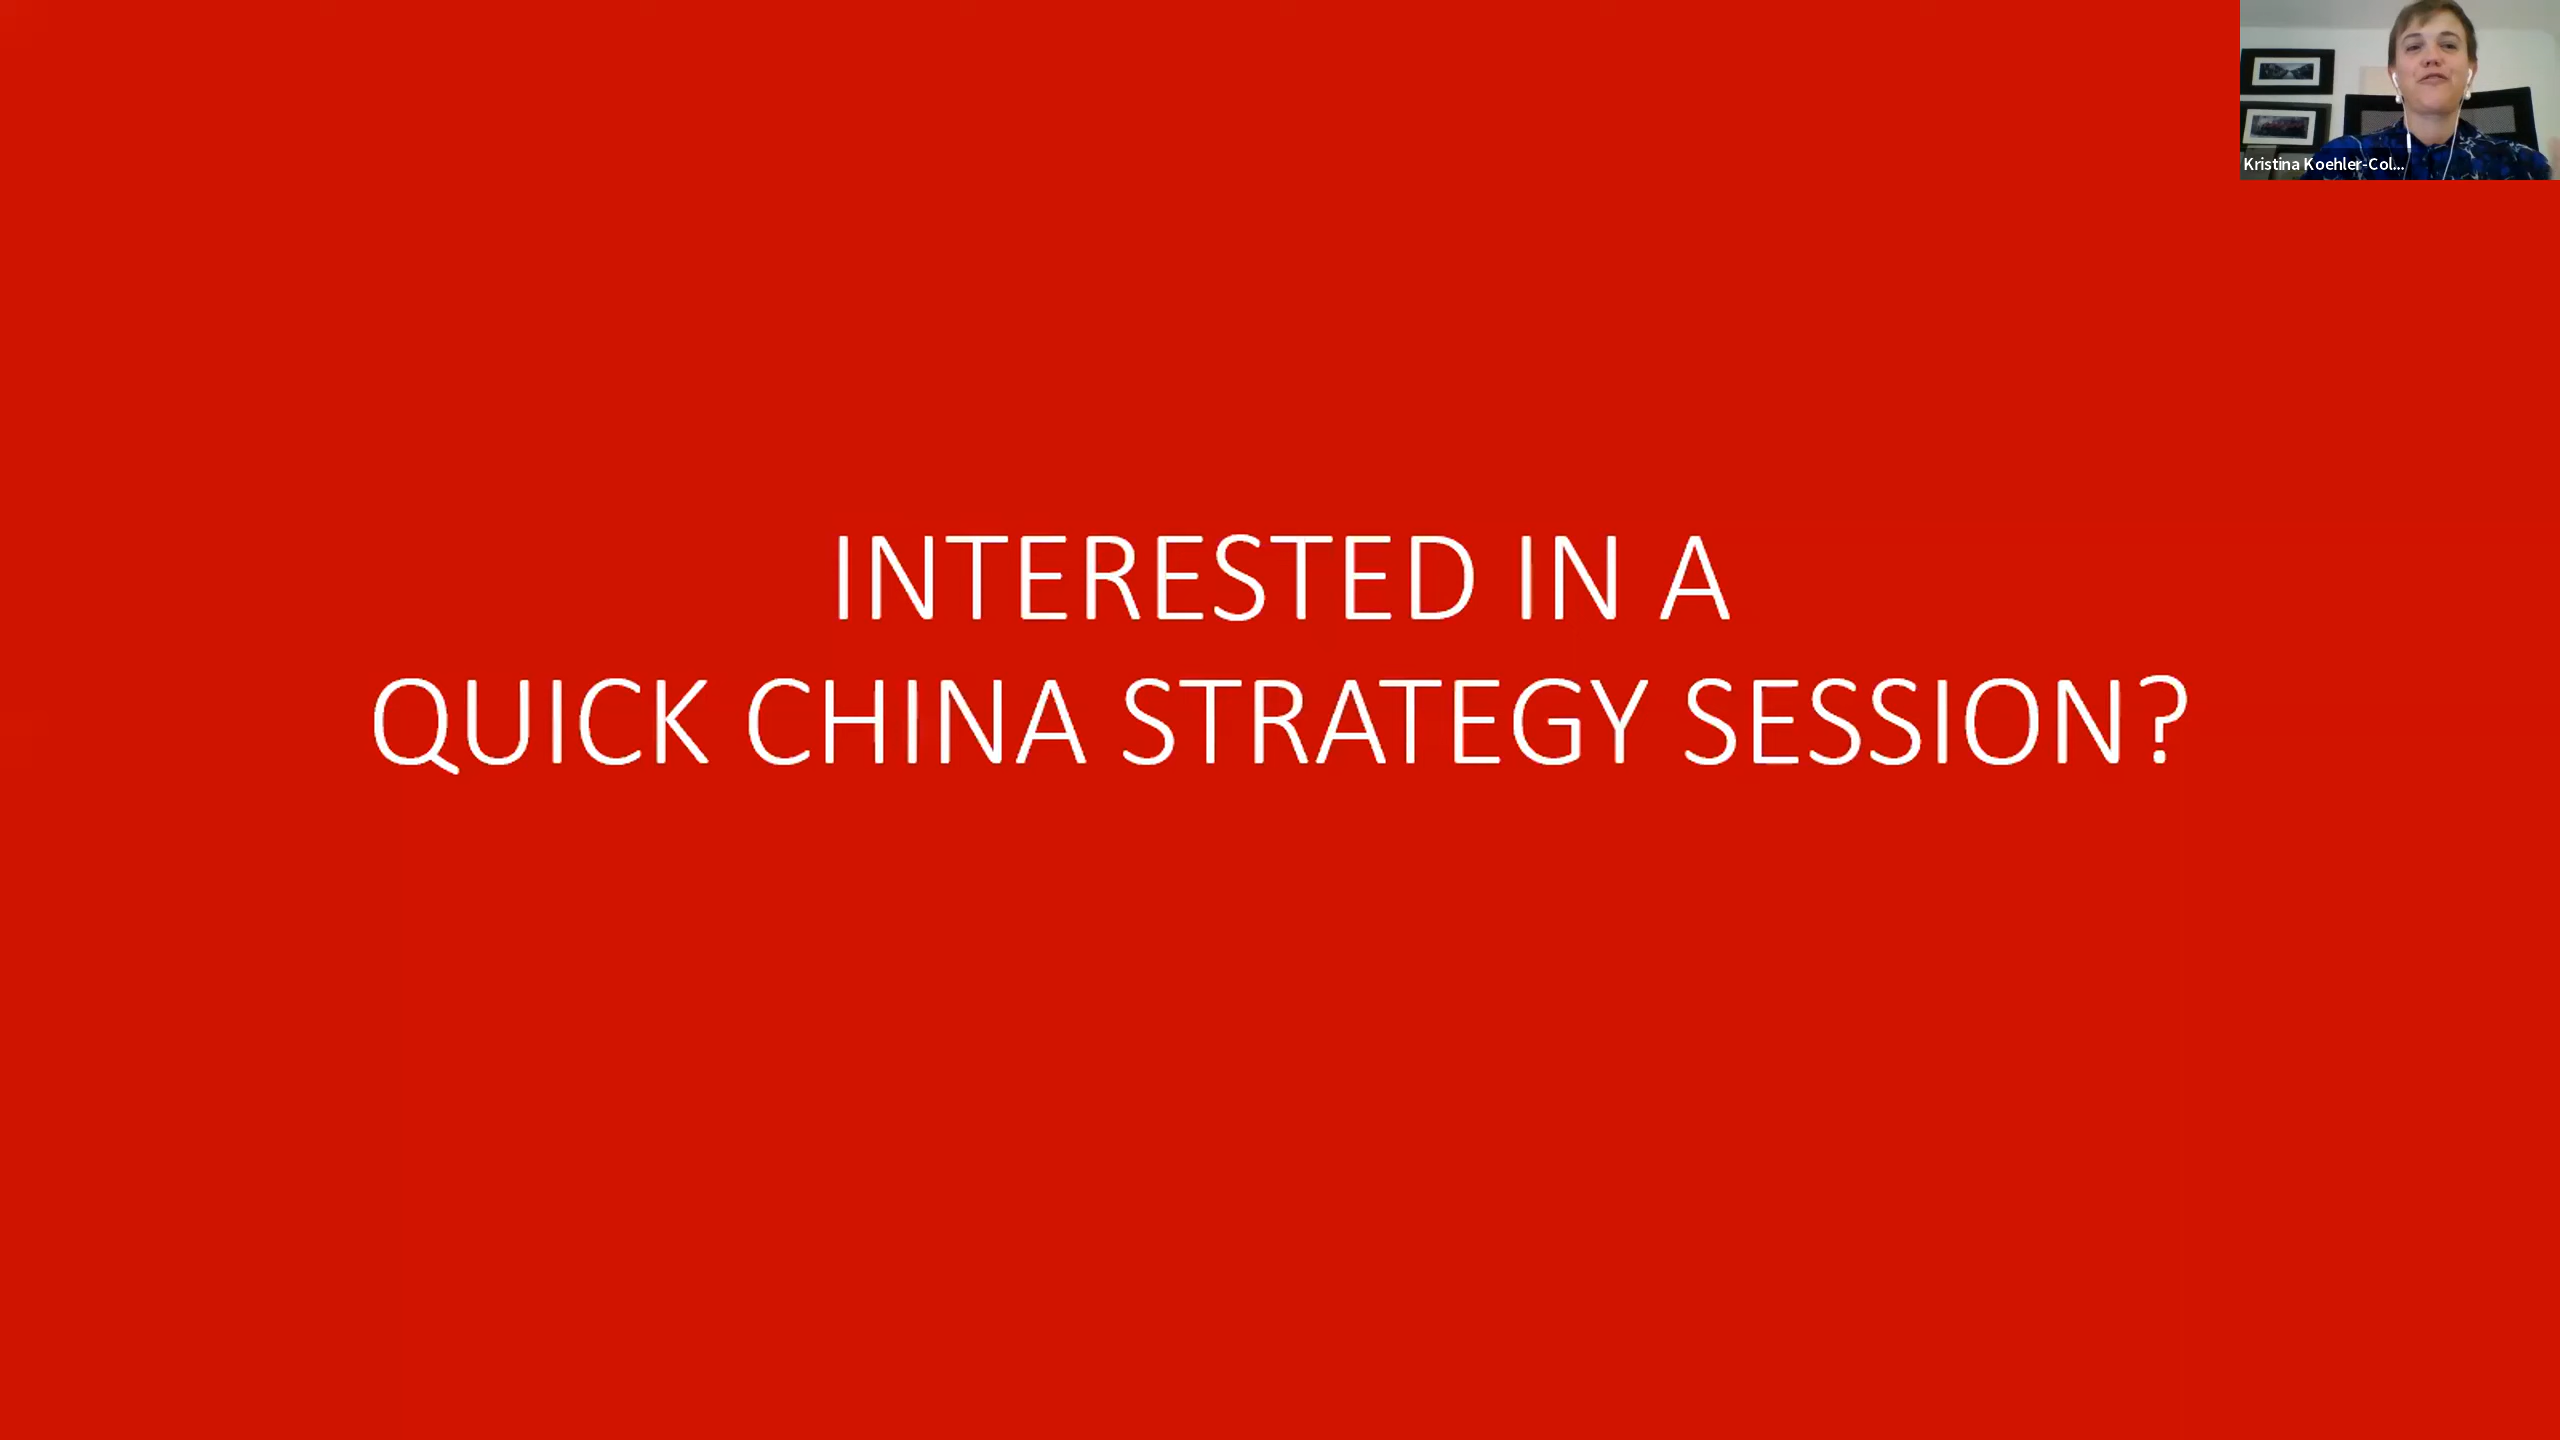 Kristina Koehler-Col...
INTERESTED IN A
QUICK CHINA STRATEGY SESSION?